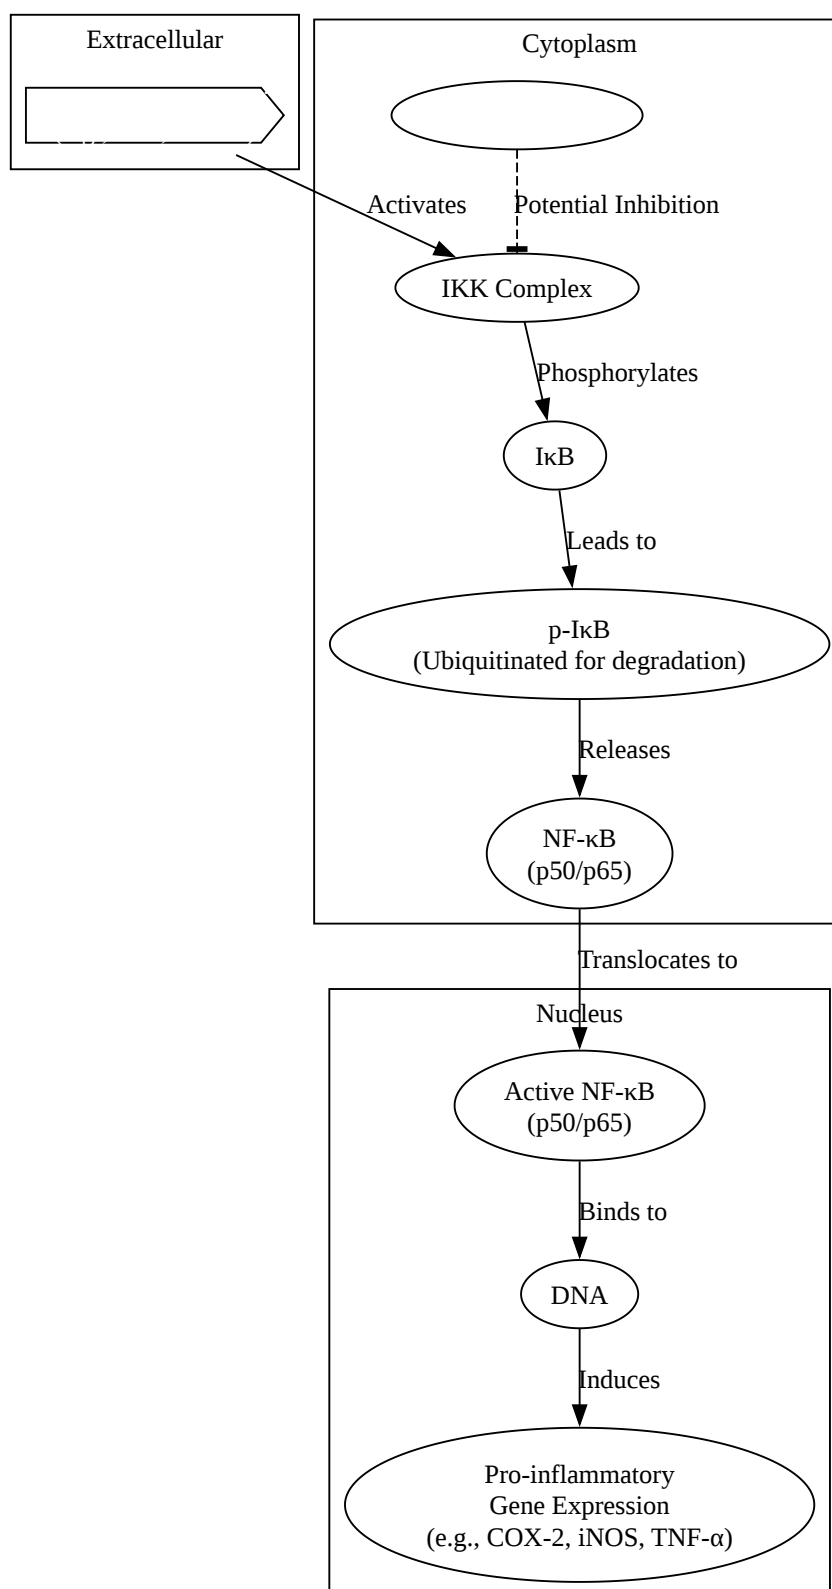 Extracellular
Cytoplasm
Activates
Potential Inhibition
IKK Complex
Phosphorylates
IκB
Leads to
p-IκB
(Ubiquitinated for degradation)
Releases
NF-κB
(p50/p65)
Translocates to
Nucleus
Active NF-κB
(p50/p65)
Binds to
DNA
Induces
Pro-inflammatory
Gene Expression
(e.g., COX-2, iNOS, TNF-α)